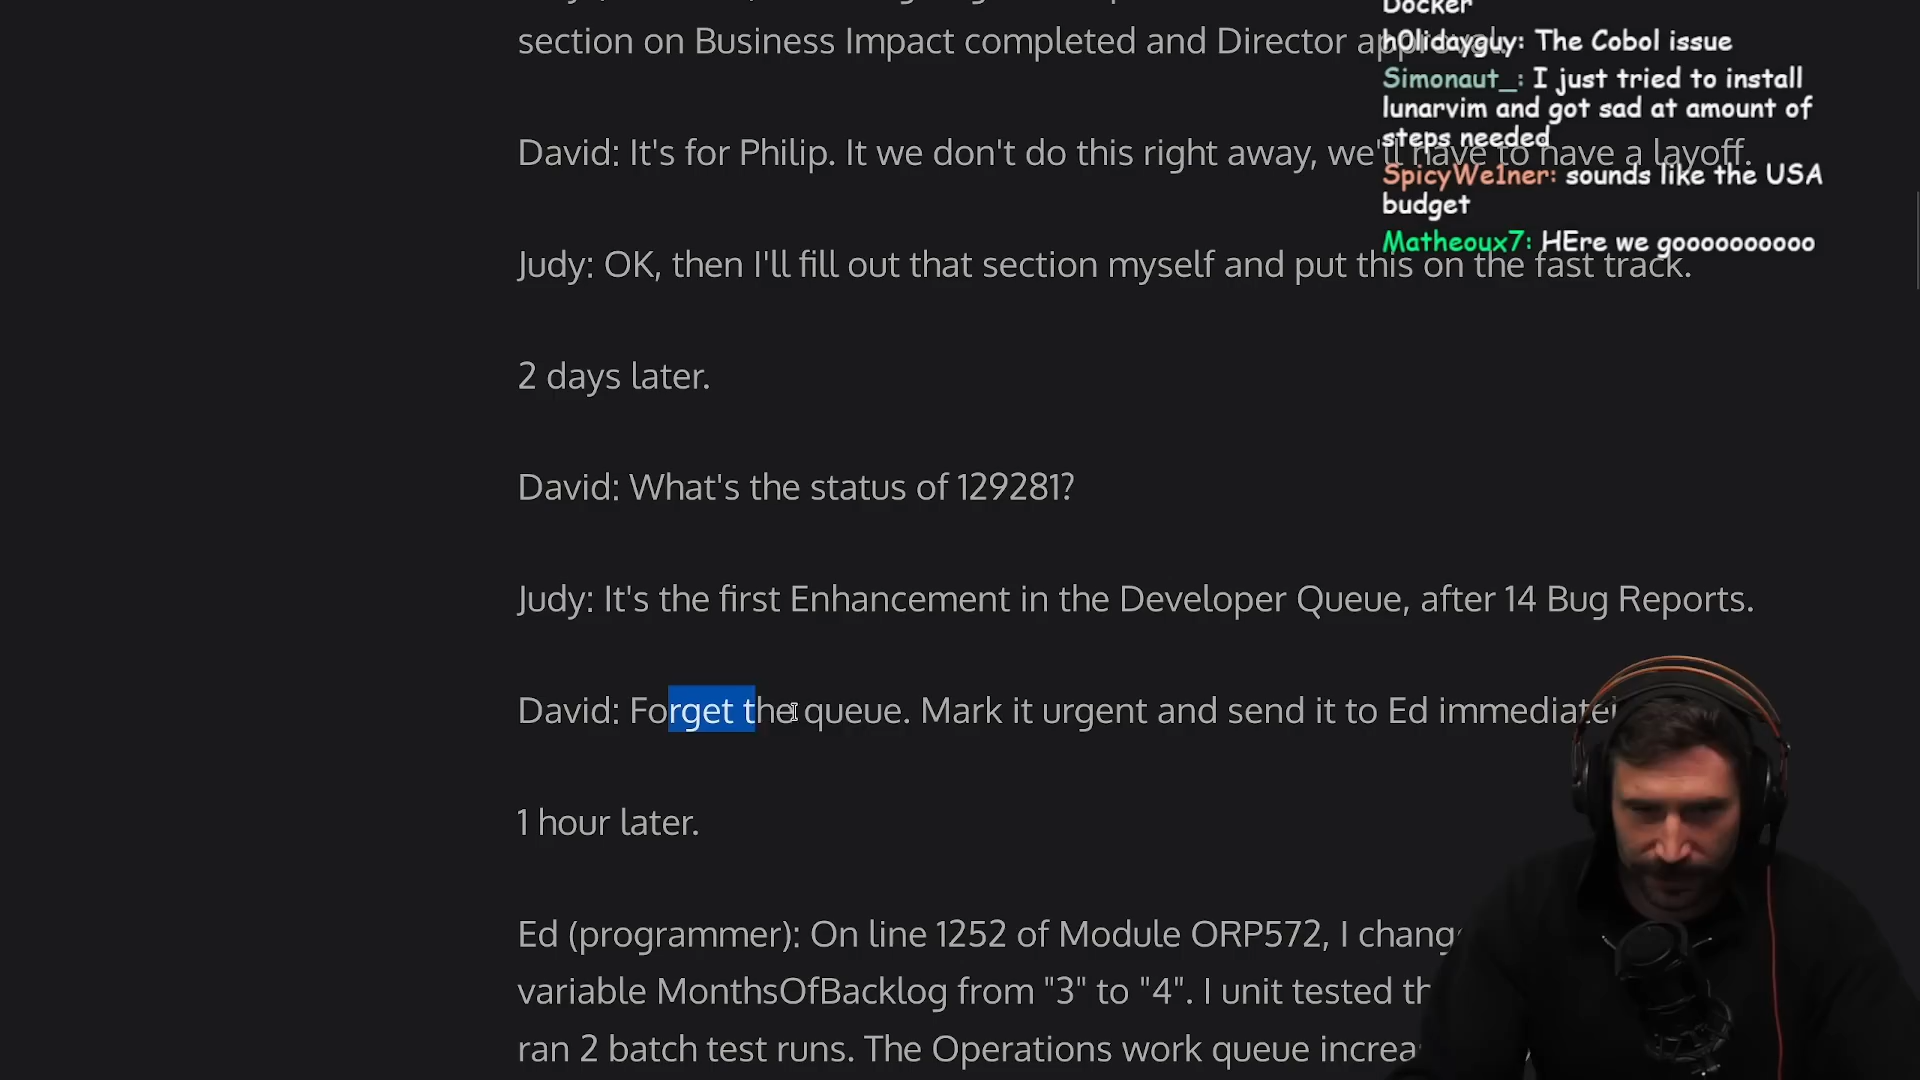 section on Business Impact completed and Director
David: It's for Philip. It we don't do this right away, we'll have to have a layoff.
Judy: OK, then I'll fill out that section myself and put this on the fast track.
2 days later.
David: What's the status of 129281?
Judy: It's the first Enhancement in the Developer Queue, after 14 Bug Reports.
David: Forget the queue. Mark it urgent and send it to Ed
1 hour later.
Ed (programmer): On line 1252 of Module ORP572, I
variable MonthsOfBacklog from "3" to "4". I unit tested
ran 2 batch test runs. The Operations work queue
Docker
h0lidayguy: The Cobol issue
Simonaut_: I just tried to install
lunarvim and got sad at amount of
steps needed
SpicyWe1ner: sounds like the USA
budget
Matheoux7: HEre we goooooooooo